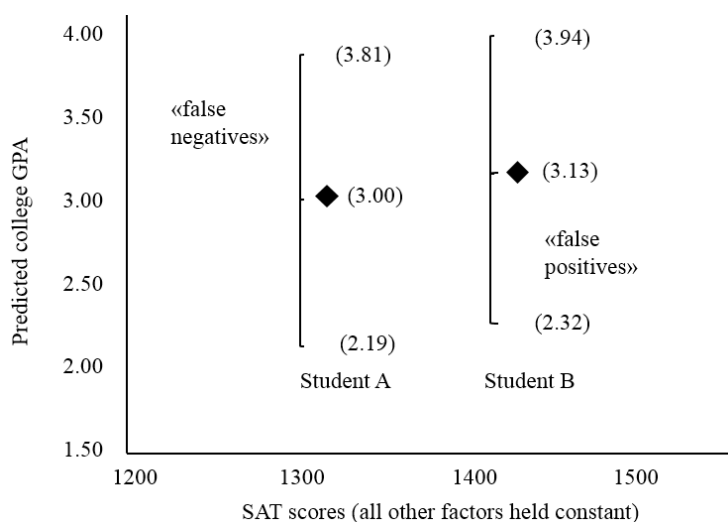 4.00
3.50
3.00
2.50
2.00
1.50
Predicted college GPA
«false
negatives»
(3.81)
(3.00)
(2.19)
Student A
(3.94)
(3.13)
«false
positives»
(2.32)
Student B
1200 1300 1400 1500
SAT scores (all other factors held constant)